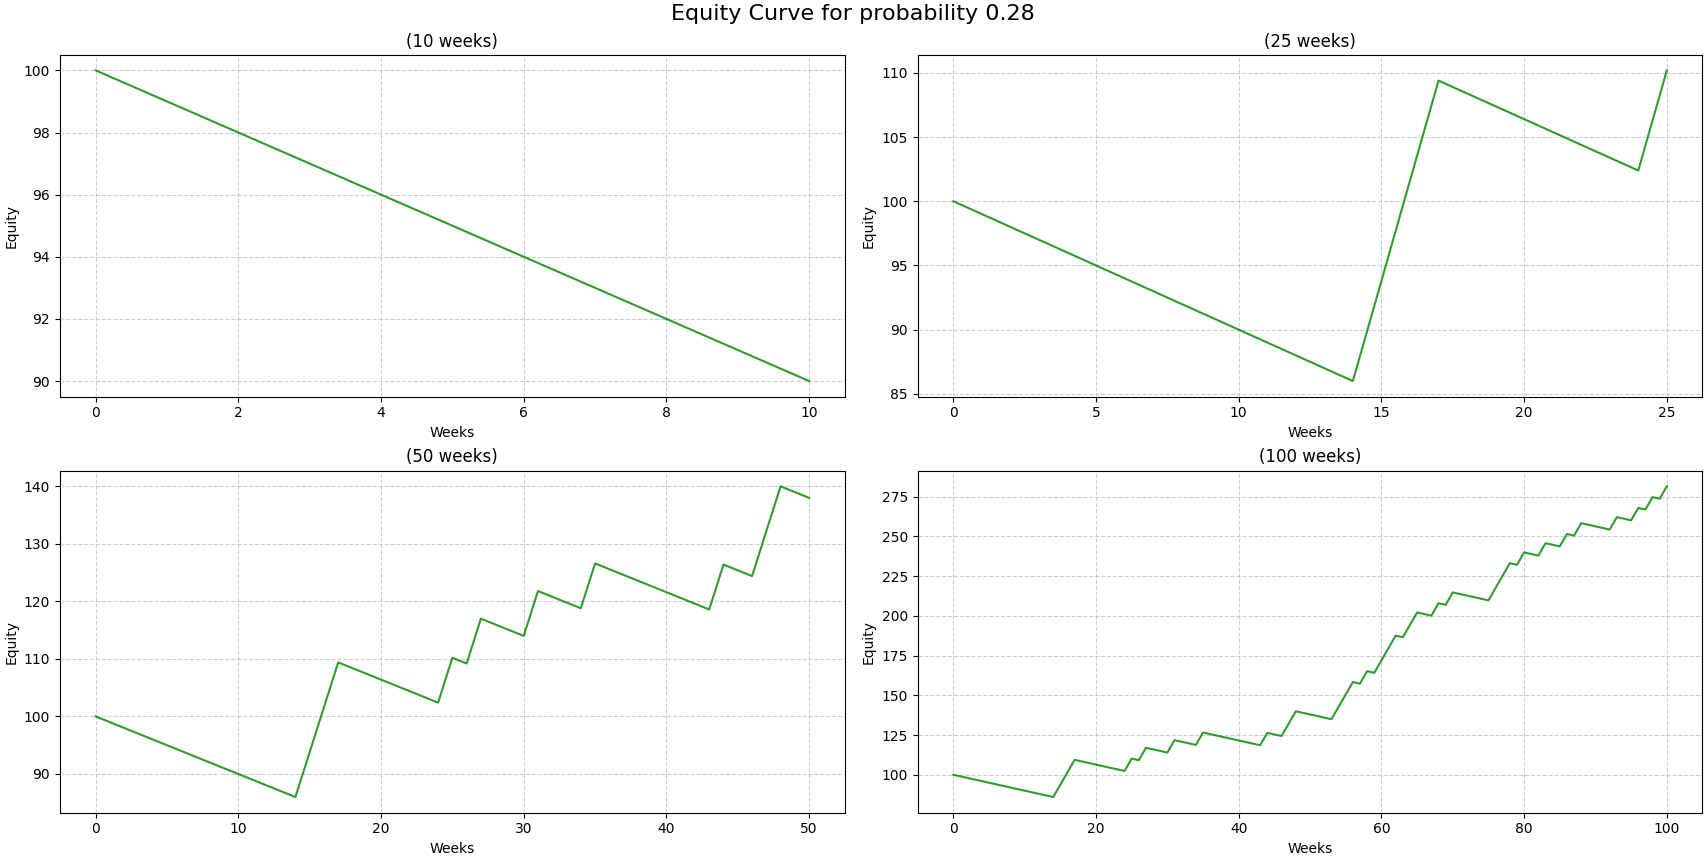 Equity Curve for probability 0.28
(10 weeks)
100
98
96
94
92
90
Equity
0 2 4 6 8 10
Weeks
(25 weeks)
110
105
100
95
90
85
Equity
0 5 10 15 20 25
Weeks
(50 weeks)
140
130
120
110
100
90
Equity
0 10 20 30 40 50
Weeks
(100 weeks)
275
250
225
200
175
150
125
100
Equity
0 20 40 60 80 100
Weeks